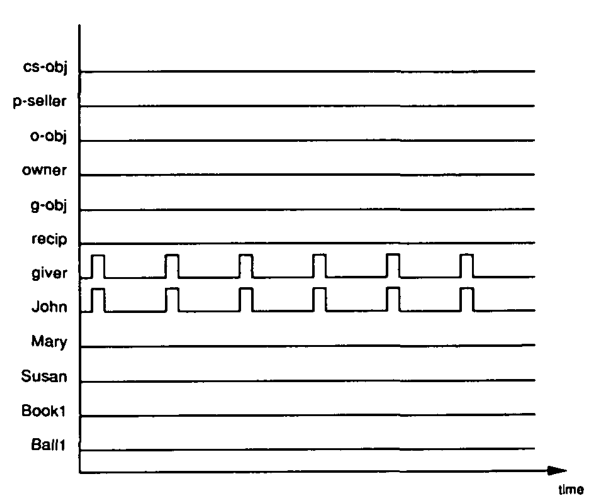 cs-obj
p-seller
o-obj
owner
g-obj
recip
giver
John
Mary
Susan
Book1
Ball1
time